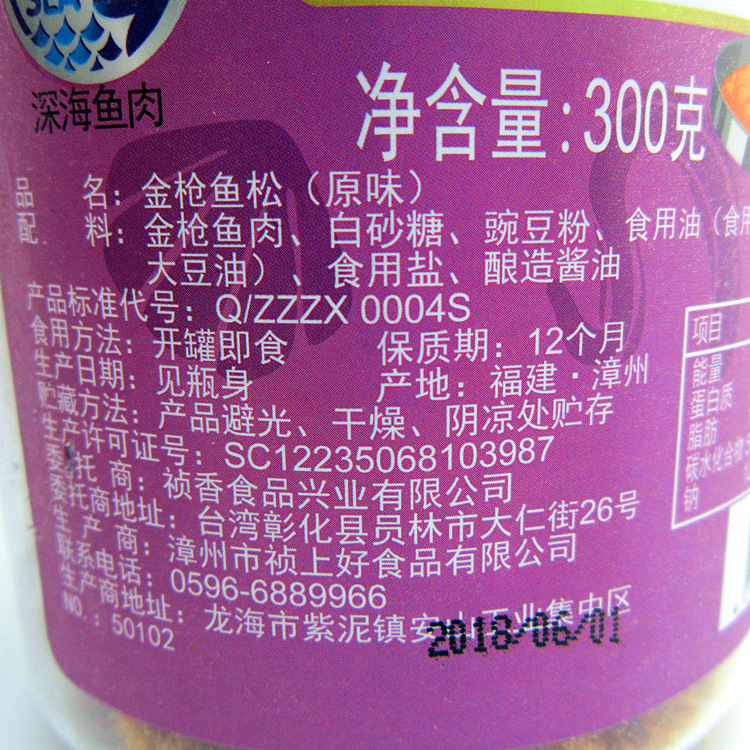 SEA
深海鱼肉
净含量:300克
品 名：金枪鱼松（原味）
配 料：金枪鱼肉、白砂糖、豌豆粉、食用油（食用
大豆油）、食用盐、酿造酱油
产品标准代号：Q/ZZZX 0004S
食用方法：开罐即食 保质期：12个月
生产日期：见瓶身 产地：福建·漳州
贮藏方法：产品避光、干燥、阴凉处贮存
生产许可证号：SC12235068103987
委 托 商：祯香食品兴业有限公司
委托商地址：台湾彰化县员林市大仁街26号
生 产 商：漳州市祯上好食品有限公司
联系电话：0596-6889966
生产商地址：龙海市紫泥镇安山工业集中区
NO.：50102
2018/06/01
项目
能量
蛋白质
脂肪
碳水化合物
钠